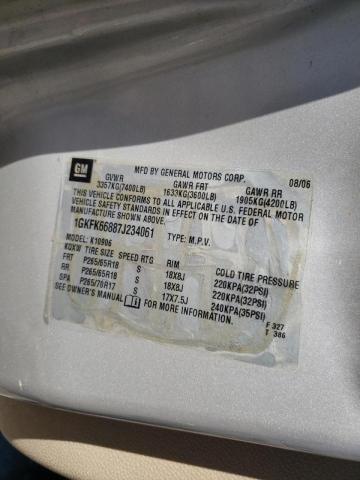 GM
MFD. BY GENERAL MOTORS CORP. 08/06
GVWR GAWR FRT GAWR RR
3357KG(7400LB) 1633KG(3600LB) 1905KG(4200LB)
THIS VEHICLE CONFORMS TO ALL APPLICABLE U.S. FEDERAL MOTOR
VEHICLE SAFETY STANDARDS IN EFFECT ON THE DATE OF
MANUFACTURE SHOWN ABOVE.
1GKFK66887J234061 TYPE: M.P.V.
MODEL: K10906
KQXW TIRE SIZE SPEED RTG RIM COLD TIRE PRESSURE
FRT P265/65R18 S 18X8J 220KPA(32PSI)
RR P265/65R18 S 18X8J 220KPA(32PSI)
SPA P265/70R17 S 17X7.5J 240KPA(35PSI)
SEE OWNER'S MANUAL FOR MORE INFORMATION.
F 327
T 386